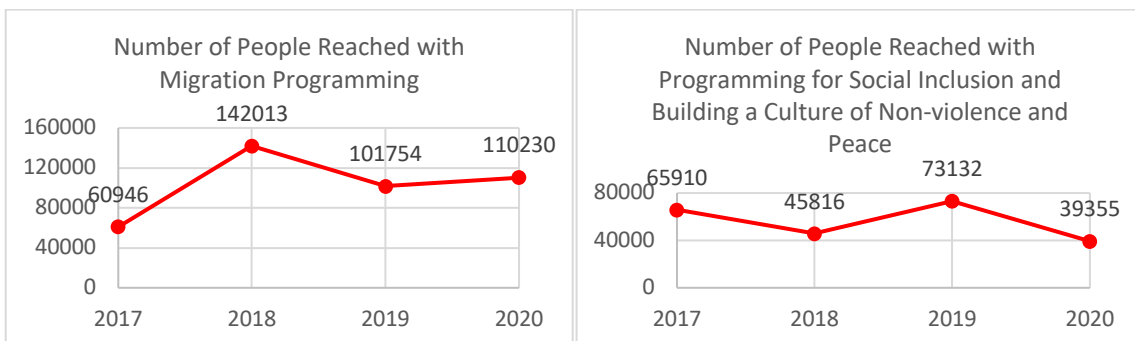 Number of People Reached with
Migration Programming
142013
160000
110230
101754
120000
60946
80000
40000
0
2017 2018 2019 2020
Number of People Reached with
Programming for Social Inclusion and
Building a Culture of Non-violence and
Peace
65910
73132
80000
45816
39355
40000
0
2017 2018 2019 2020